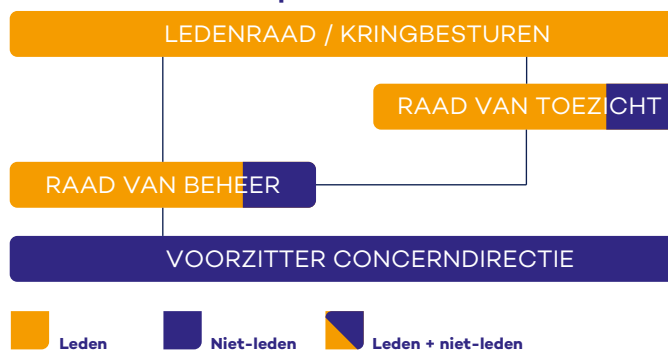 LEDENRAAD / KRINGBESTUREN
RAAD VAN TOEZICHT
RAAD VAN BEHEER
VOORZITTER CONCERNDIRECTIE
Leden Niet-leden Leden + niet-leden